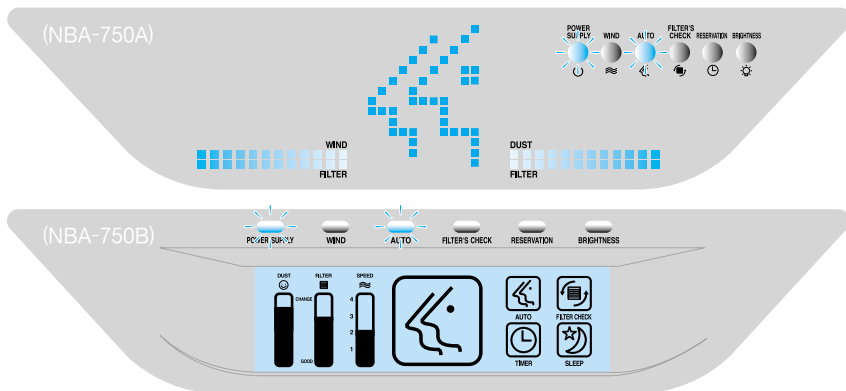 (NBA-750A)
POWER SUPPLY
WIND
AUTO
FILTER'S CHECK
RESERVATION
BRIGHTNESS
WIND
FILTER
DUST
FILTER
(NBA-750B)
POWER SUPPLY
WIND
AUTO
FILTER'S CHECK
RESERVATION
BRIGHTNESS
DUST
FILTER
SPEED
CHANGE
GOOD
4
3
2
1
AUTO
FILTER CHECK
TIMER
SLEEP